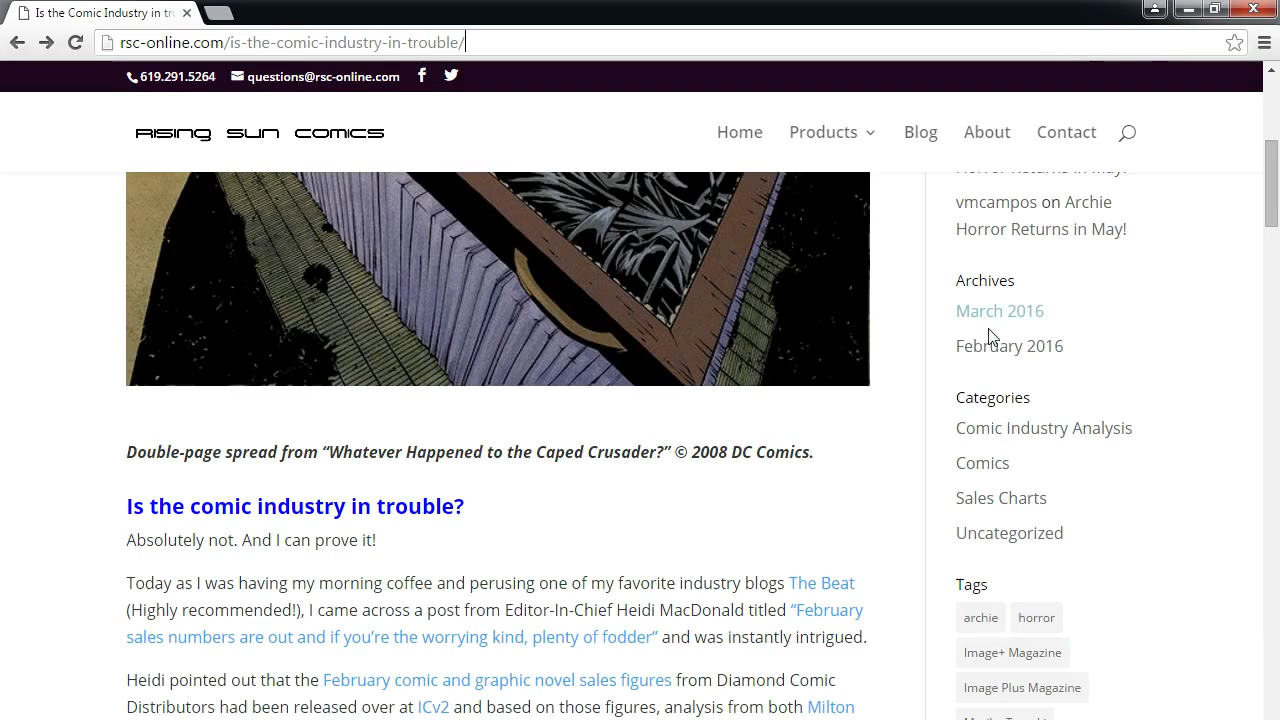 Is the Comic Industry in tr
rsc-online.com/is-the-comic-industry-in-trouble/
619.291.5264 questions@rsc-online.com
RISING SUN COMICS
Home Products Blog About Contact
Horror Returns in May!
vmcampos on Archie
Horror Returns in May!
Archives
March 2016
February 2016
Categories
Comic Industry Analysis
Comics
Sales Charts
Uncategorized
Tags
archie horror
Image+ Magazine
Image Plus Magazine
Double-page spread from “Whatever Happened to the Caped Crusader?” © 2008 DC Comics.
Is the comic industry in trouble?
Absolutely not. And I can prove it!
Today as I was having my morning coffee and perusing one of my favorite industry blogs The Beat
(Highly recommended!), I came across a post from Editor-In-Chief Heidi MacDonald titled “February
sales numbers are out and if you’re the worrying kind, plenty of fodder” and was instantly intrigued.
Heidi pointed out that the February comic and graphic novel sales figures from Diamond Comic
Distributors had been released over at ICv2 and based on those figures, analysis from both Milton